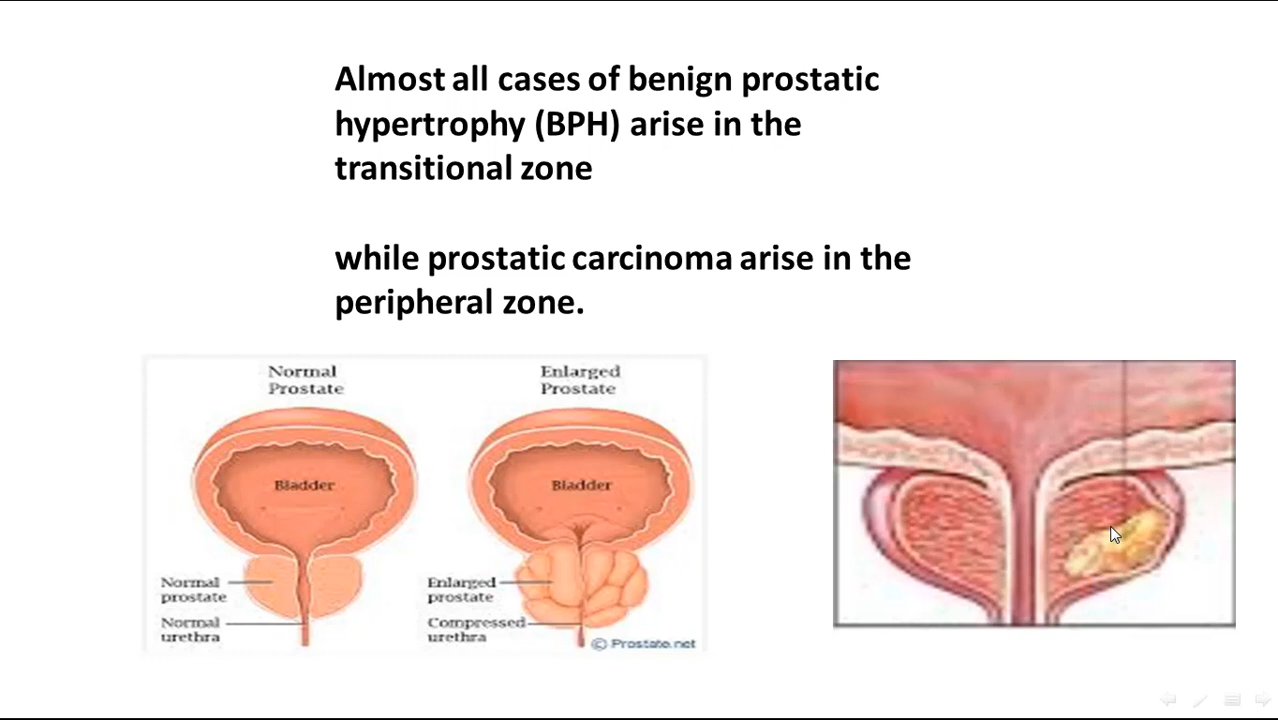 Almost all cases of benign prostatic
hypertrophy (BPH) arise in the
transitional zone
while prostatic carcinoma arise in the
peripheral zone.
Normal
Prostate
Enlarged
Prostate
Bladder
Bladder
Normal
prostate
Normal
urethra
Enlarged
prostate
Compressed
urethra
© Prostate.net